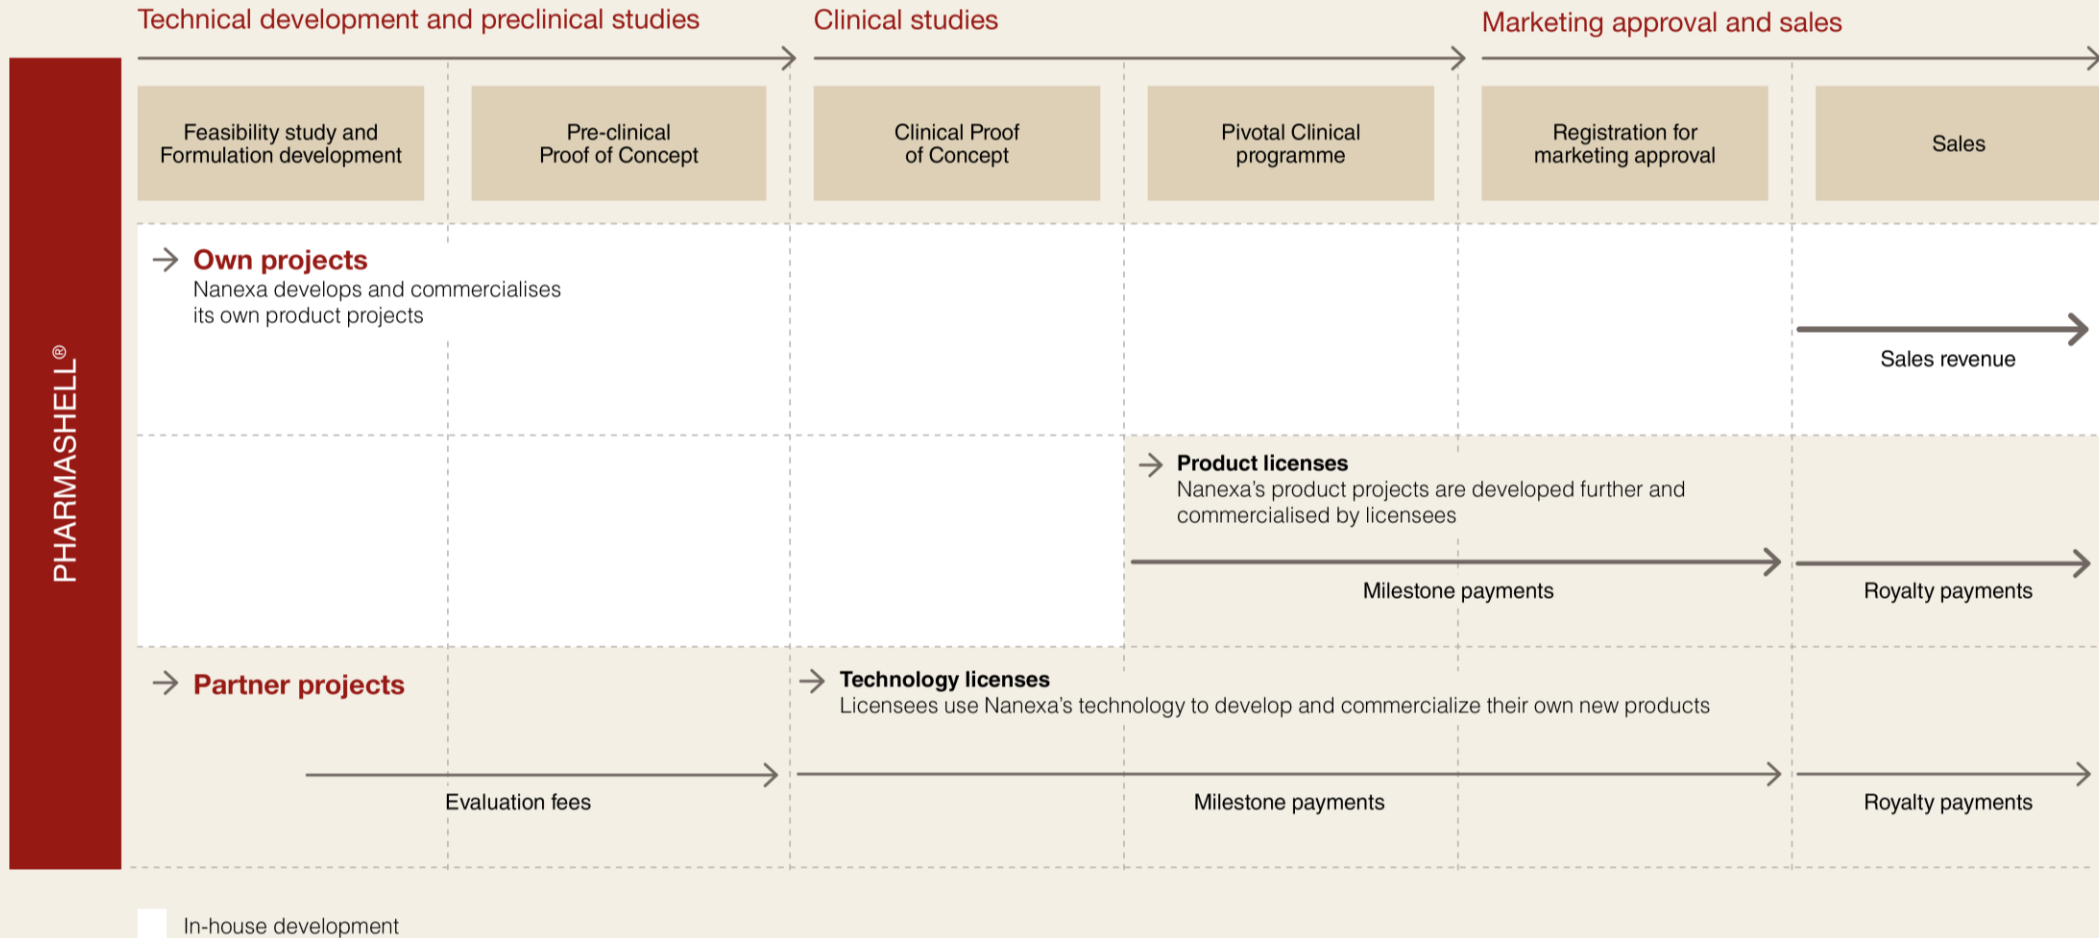 Technical development and preclinical studies
Clinical studies
Marketing approval and sales
PHARMASHELL®
Feasibility study and
Formulation development
Pre-clinical
Proof of Concept
Clinical Proof
of Concept
Pivotal Clinical
programme
Registration for
marketing approval
Sales
Own projects
Nanexa develops and commercialises
its own product projects
Sales revenue
Product licenses
Nanexa's product projects are developed further and
commercialised by licensees
Milestone payments
Royalty payments
Partner projects
Technology licenses
Licensees use Nanexa's technology to develop and commercialize their own new products
Evaluation fees
Milestone payments
Royalty payments
In-house development